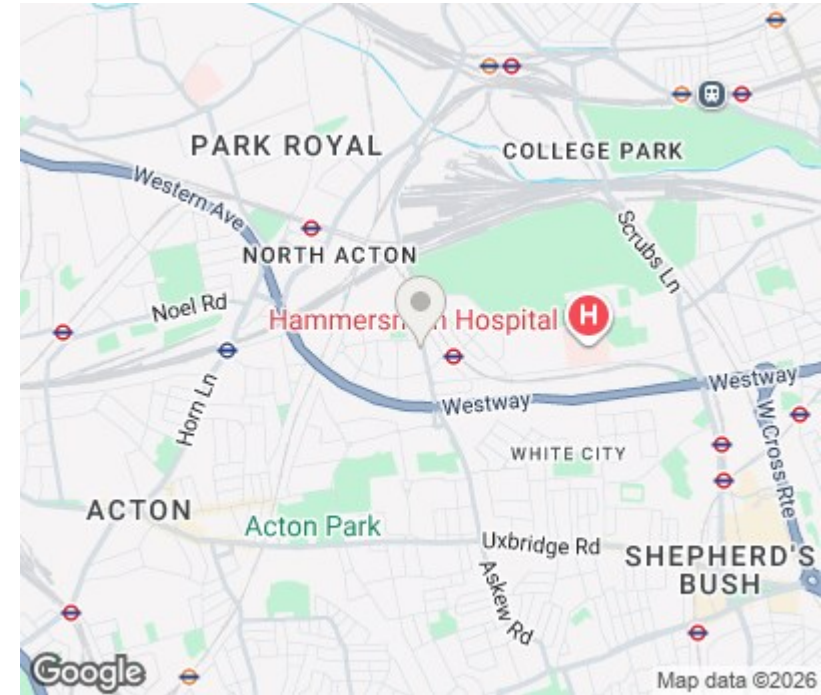 PARK ROYAL
COLLEGE PARK
Western Ave
Scrubs Ln
NORTH ACTON
Noel Rd
Hammersm Hospital
H
Horn Ln
Westway
Westway
W Cross Rte
WHITE CITY
ACTON
Acton Park
Uxbridge Rd
Askew Rd
SHEPHERD'S
BUSH
Google
Map data ©2026